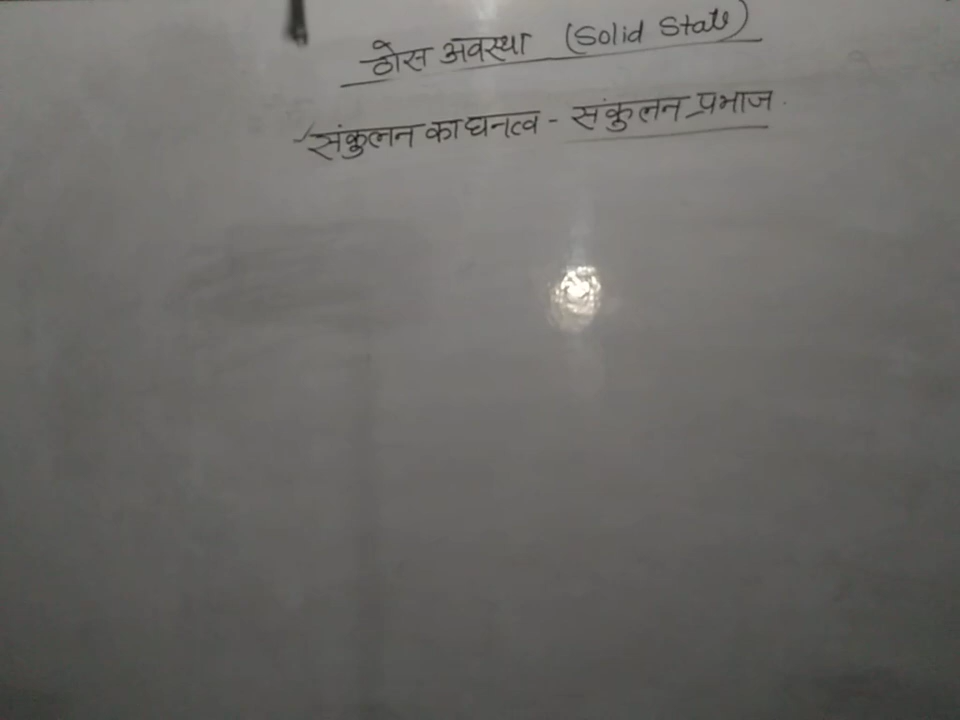 ठोस अवस्था (Solid State)
संकुलन का घनत्व - संकुलन प्रभाज